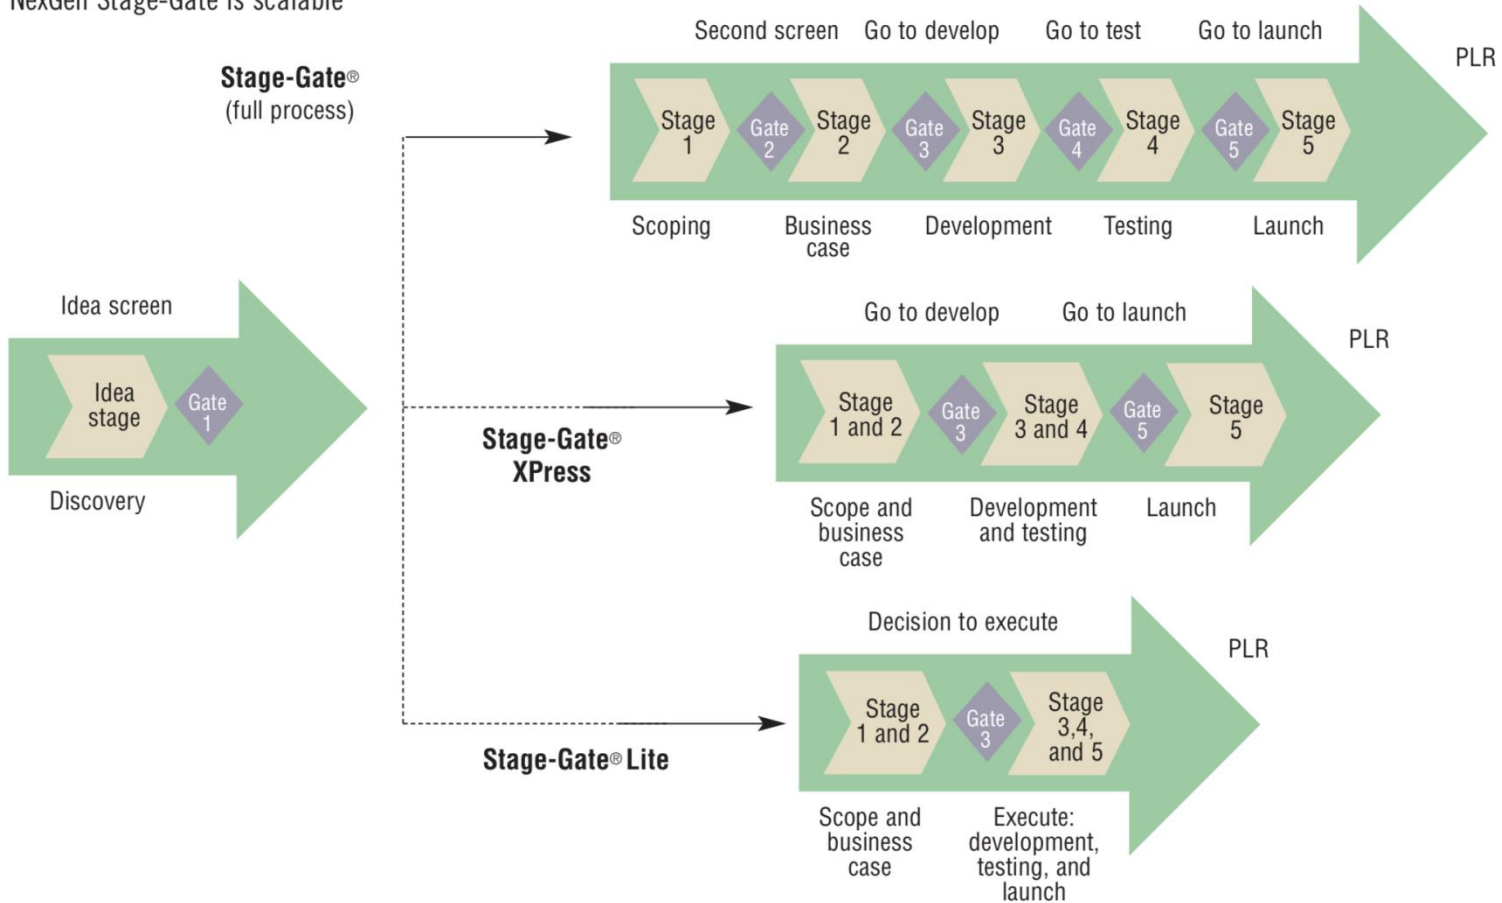 NexGen Stage-Gate is scalable
Stage-Gate®
(full process)
Second screen
Go to develop
Go to test
Go to launch
PLR
Stage
1
Gate
2
Stage
2
Gate
3
Stage
3
Gate
4
Stage
4
Gate
5
Stage
5
Scoping
Business
case
Development
Testing
Launch
Idea screen
Idea
stage
Gate
1
Discovery
Stage-Gate®
XPress
Go to develop
Go to launch
PLR
Stage
1 and 2
Gate
3
Stage
3 and 4
Gate
5
Stage
5
Scope and
business
case
Development
and testing
Launch
Stage-Gate® Lite
Decision to execute
PLR
Stage
1 and 2
Gate
3
Stage
3,4,
and 5
Scope and
business
case
Execute:
development,
testing, and
launch